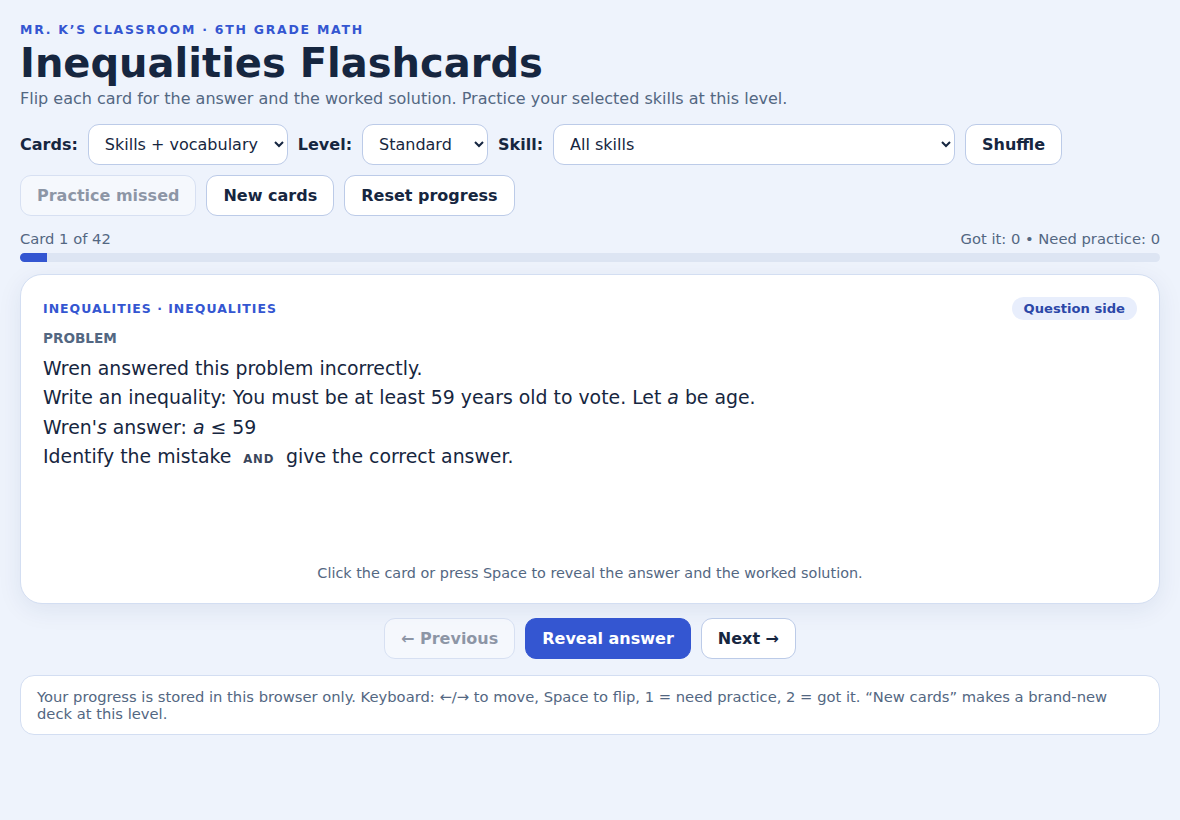 MR. K’S CLASSROOM · 6TH GRADE MATH
Inequalities Flashcards
Flip each card for the answer and the worked solution. Practice your selected skills at this level.
Cards: Skills + vocabulary Level: Standard Skill: All skills Shuffle
Practice missed New cards Reset progress
Card 1 of 42 Got it: 0 • Need practice: 0
INEQUALITIES · INEQUALITIES Question side
PROBLEM
Wren answered this problem incorrectly.
Write an inequality: You must be at least 59 years old to vote. Let a be age.
Wren's answer: a ≤ 59
Identify the mistake AND give the correct answer.
Click the card or press Space to reveal the answer and the worked solution.
← Previous Reveal answer Next →
Your progress is stored in this browser only. Keyboard: ←/→ to move, Space to flip, 1 = need practice, 2 = got it. “New cards” makes a brand-new
deck at this level.